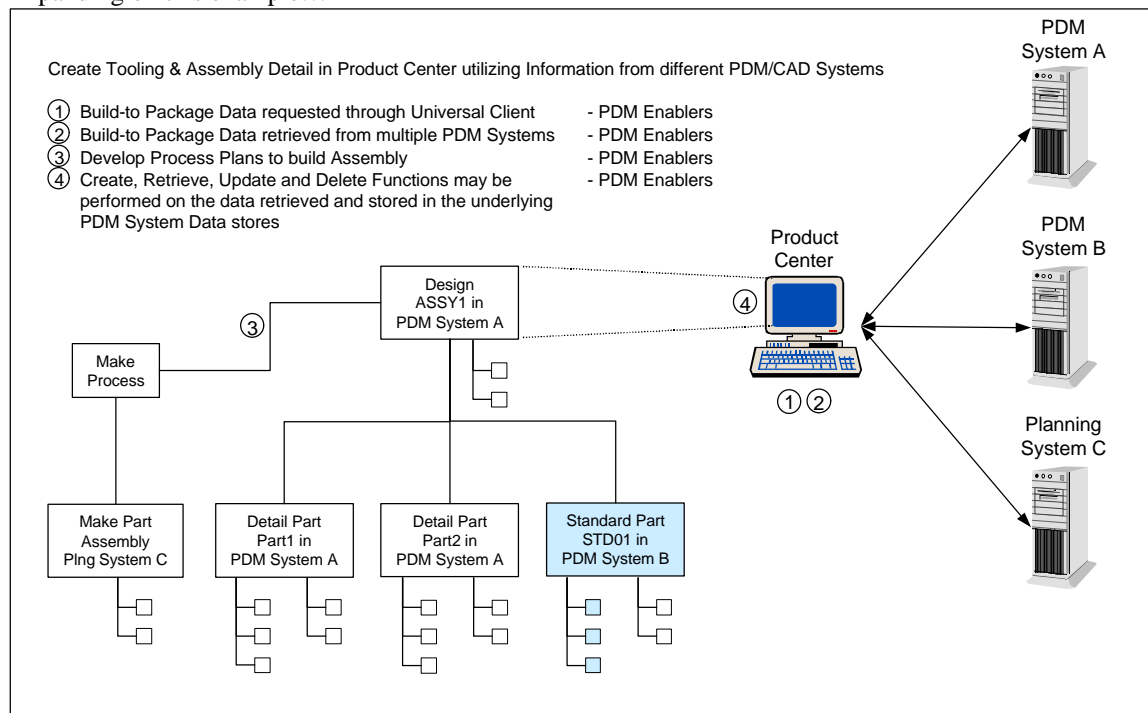 Create Tooling & Assembly Detail in Product Center utilizing Information from different PDM/CAD Systems
1 Build-to Package Data requested through Universal Client - PDM Enablers
2 Build-to Package Data retrieved from multiple PDM Systems - PDM Enablers
3 Develop Process Plans to build Assembly - PDM Enablers
4 Create, Retrieve, Update and Delete Functions may be - PDM Enablers
performed on the data retrieved and stored in the underlying
PDM System Data stores
PDM
System A
PDM
System B
Product
Center
4
1 2
Design
ASSY1 in
PDM System A
3
Make
Process
Planning
System C
Make Part
Assembly
Plng System C
Detail Part
Part1 in
PDM System A
Detail Part
Part2 in
PDM System A
Standard Part
STD01 in
PDM System B